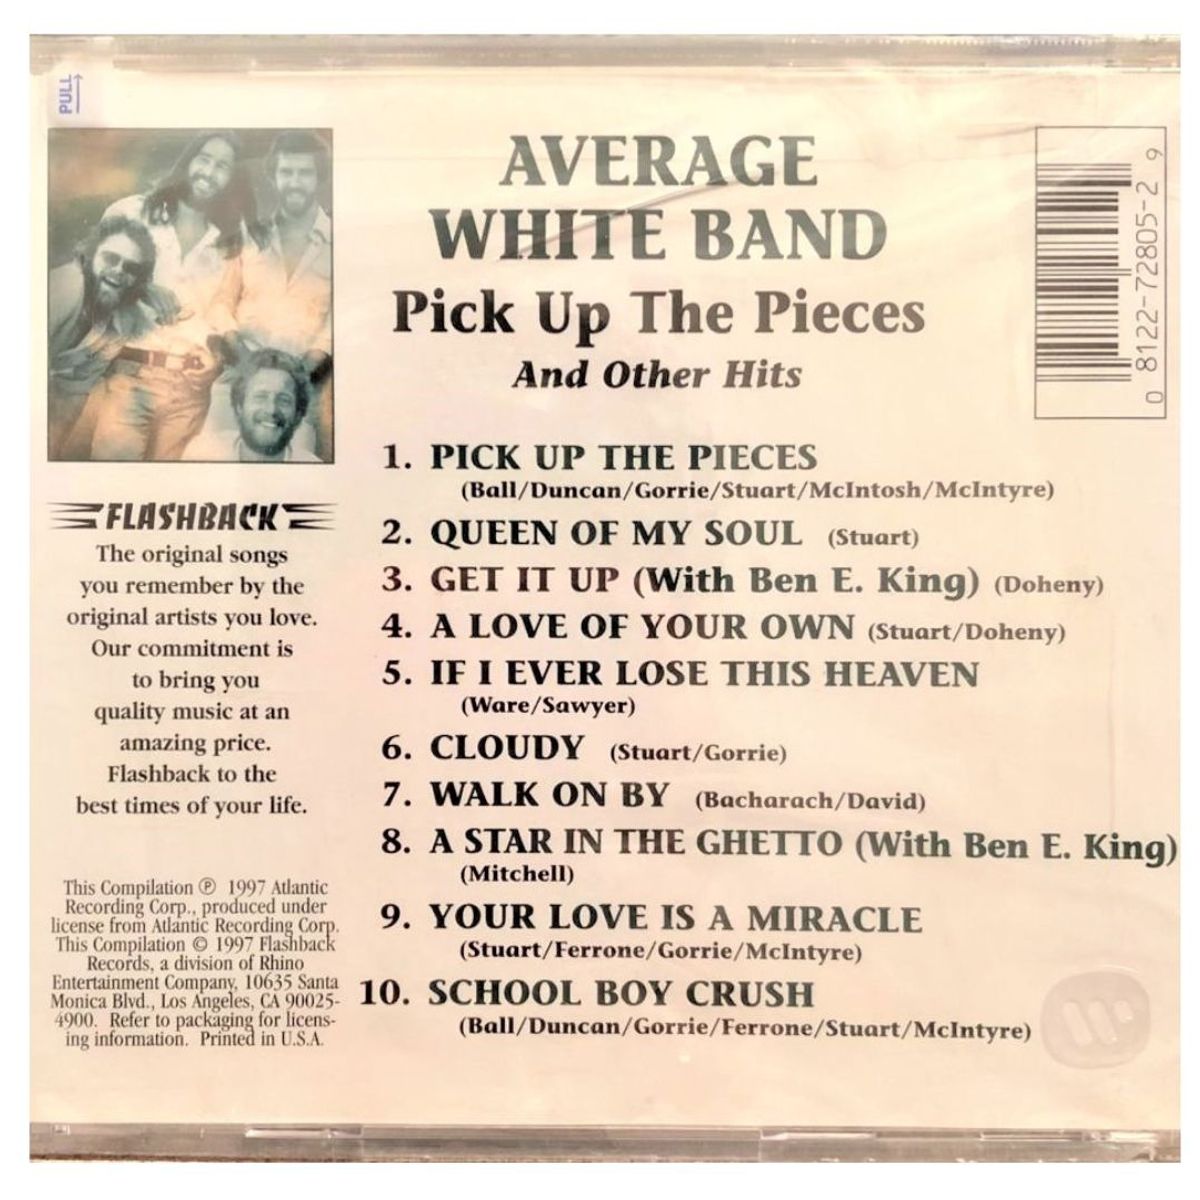 PULL
AVERAGE
WHITE BAND
Pick Up The Pieces
And Other Hits
0 8122-72805-2 9
1. PICK UP THE PIECES
(Ball/Duncan/Gorrie/Stuart/McIntosh/McIntyre)
2. QUEEN OF MY SOUL (Stuart)
3. GET IT UP (With Ben E. King) (Doheny)
4. A LOVE OF YOUR OWN (Stuart/Doheny)
5. IF I EVER LOSE THIS HEAVEN
(Ware/Sawyer)
6. CLOUDY (Stuart/Gorrie)
7. WALK ON BY (Bacharach/David)
8. A STAR IN THE GHETTO (With Ben E. King)
(Mitchell)
9. YOUR LOVE IS A MIRACLE
(Stuart/Ferrone/Gorrie/McIntyre)
10. SCHOOL BOY CRUSH
(Ball/Duncan/Gorrie/Ferrone/Stuart/McIntyre)
FLASHBACK
The original songs
you remember by the
original artists you love.
Our commitment is
to bring you
quality music at an
amazing price.
Flashback to the
best times of your life.
This Compilation ℗ 1997 Atlantic
Recording Corp., produced under
license from Atlantic Recording Corp.
This Compilation © 1997 Flashback
Records, a division of Rhino
Entertainment Company, 10635 Santa
Monica Blvd., Los Angeles, CA 90025-
4900. Refer to packaging for licens-
ing information. Printed in U.S.A.